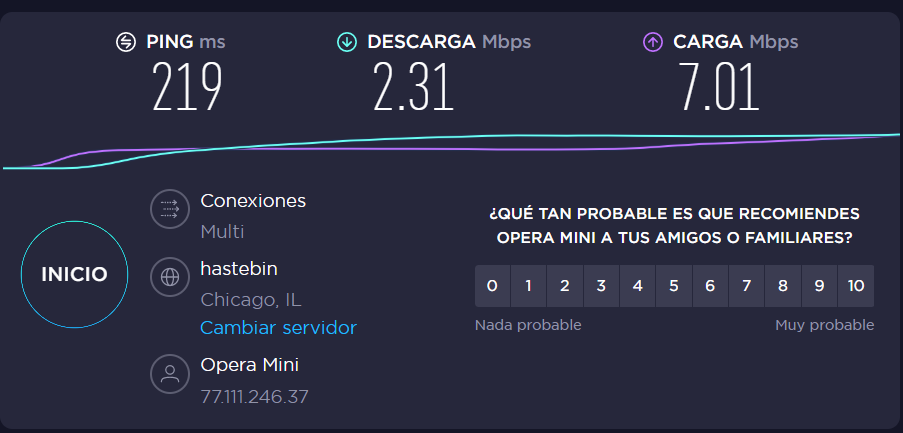 PING ms
219
DESCARGA Mbps
2.31
CARGA Mbps
7.01
INICIO
Conexiones
Multi
hastebin
Chicago, IL
Cambiar servidor
Opera Mini
77.111.246.37
¿QUÉ TAN PROBABLE ES QUE RECOMIENDES
OPERA MINI A TUS AMIGOS O FAMILIARES?
0 1 2 3 4 5 6 7 8 9 10
Nada probable Muy probable